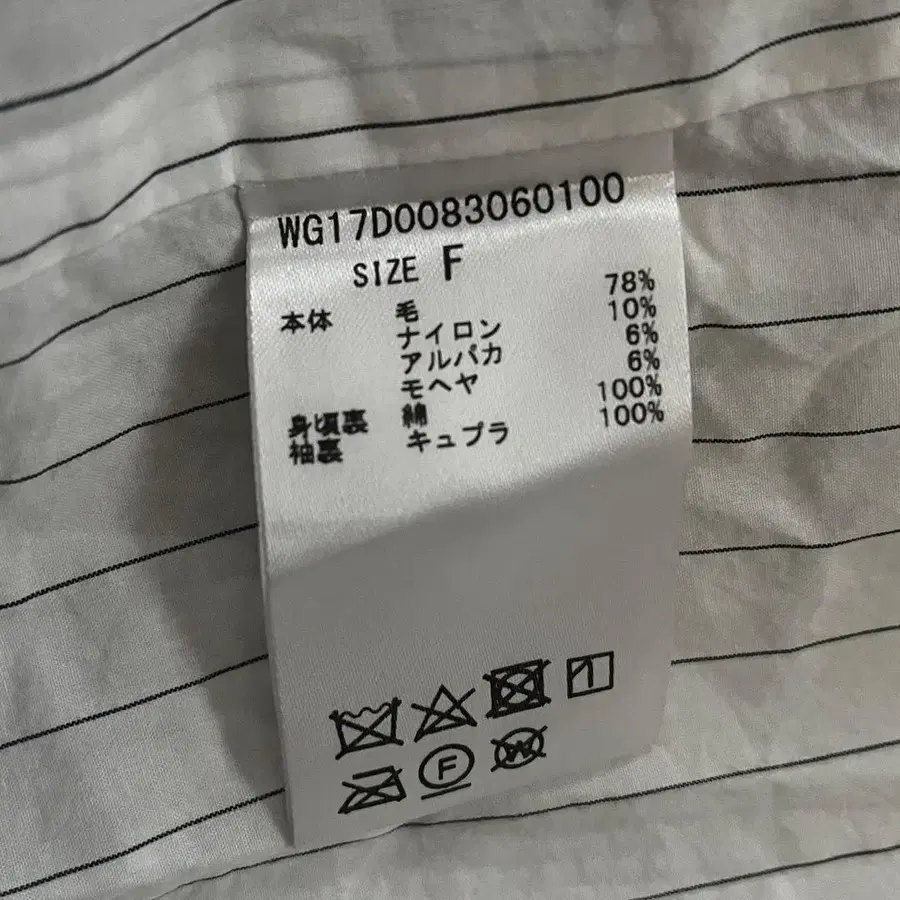 WG17D0083060100
SIZE F
本体 毛 78%
ナイロン 10%
アルパカ 6%
モヘヤ 6%
身頃裏 綿 100%
袖裏 キュプラ 100%
F W